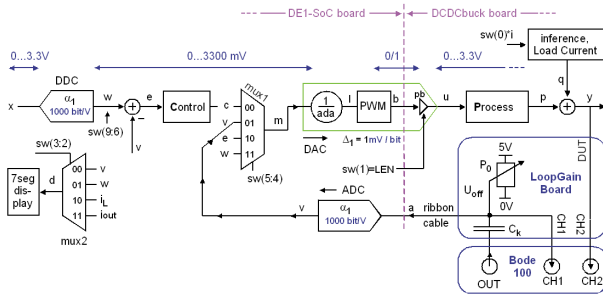 DE1-SoC board
DCDCbuck board
sw(0)*i
inference,
Load Current
0...3.3V
0...3300 mV
0/1
0...3.3V
DDC
mux1
q
x
α1
1000 bit/V
w
e
Control
c
00
v
01
e
10
w
11
m
1
ada
l
PWM
b
pb
u
Process
p
y
sw(9:6)
v
DAC
Δ1 = 1mV / bit
sw(5:4)
sw(1)=LEN
DUT
sw(3:2)
7seg
dis-
play
d
00
v
01
w
10
iL
11
iout
mux2
ADC
v
α1
1000 bit/V
a
ribbon
cable
5V
P0
Uoff
0V
LoopGain
Board
Ck
CH1
CH2
Bode
100
OUT
CH1
CH2